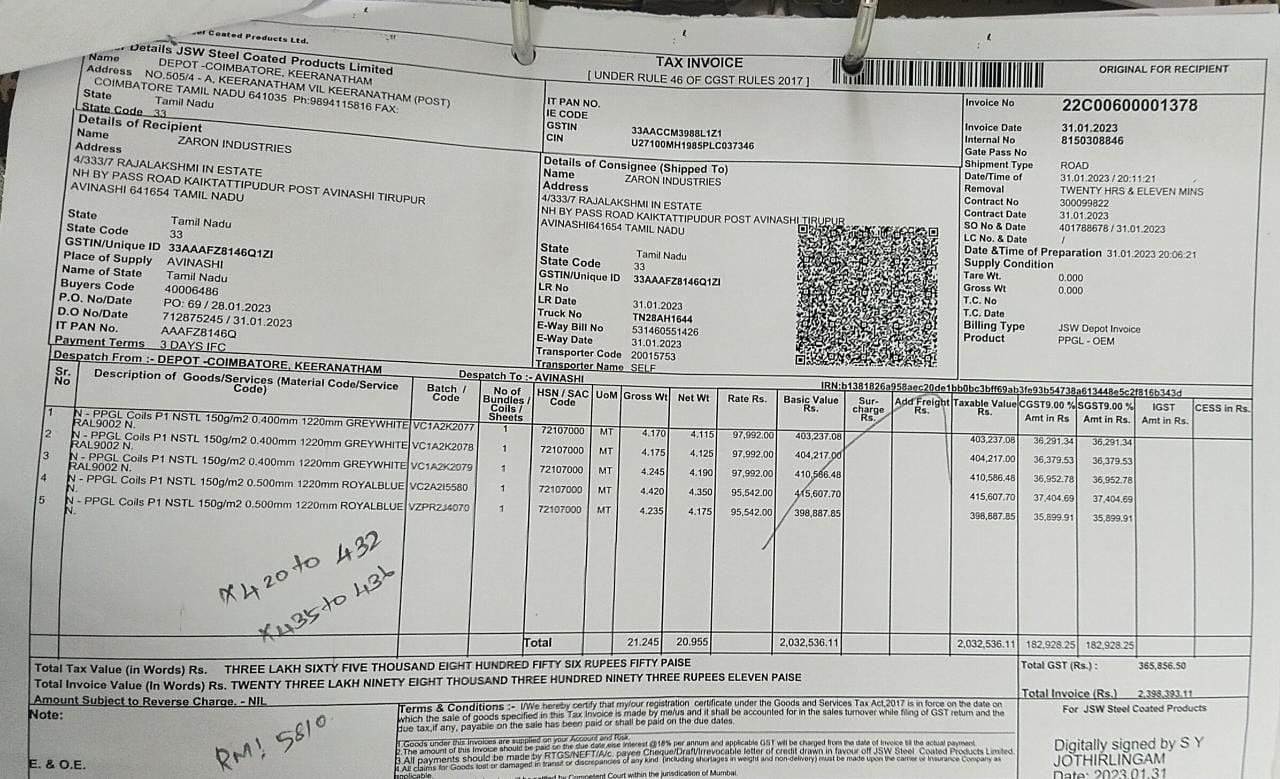 el Coated Products Ltd.
Details JSW Steel Coated Products Limited
Name DEPOT -COIMBATORE, KEERANATHAM
Address NO.505/4 - A, KEERANATHAM VIL KEERANATHAM (POST)
COIMBATORE TAMIL NADU 641035 Ph:9894115816 FAX:
State Tamil Nadu
State Code 33
TAX INVOICE
[ UNDER RULE 46 OF CGST RULES 2017 ]
ORIGINAL FOR RECIPIENT
IT PAN NO.
IE CODE
GSTIN 33AACCM3988L1Z1
CIN U27100MH1985PLC037346
Invoice No 22C00600001378
Invoice Date 31.01.2023
Internal No 8150308846
Gate Pass No
Shipment Type ROAD
Date/Time of 31.01.2023 / 20:11:21
Removal TWENTY HRS & ELEVEN MINS
Contract No 300099822
Contract Date 31.01.2023
SO No & Date 401788678 / 31.01.2023
LC No. & Date /
Date &Time of Preparation 31.01.2023 20:06:21
Supply Condition
Tare Wt. 0.000
Gross Wt 0.000
T.C. No
T.C. Date
Billing Type JSW Depot Invoice
Product PPGL - OEM
Details of Recipient
Name ZARON INDUSTRIES
Address
4/333/7 RAJALAKSHMI IN ESTATE
NH BY PASS ROAD KAIKTATTIPUDUR POST AVINASHI TIRUPUR
AVINASHI 641654 TAMIL NADU
State Tamil Nadu
State Code 33
GSTIN/Unique ID 33AAAFZ8146Q1ZI
Place of Supply AVINASHI
Name of State Tamil Nadu
Buyers Code 40006486
P.O. No/Date PO: 69 / 28.01.2023
D.O No/Date 712875245 / 31.01.2023
IT PAN No. AAAFZ8146Q
Payment Terms 3 DAYS IFC
Details of Consignee (Shipped To)
Name ZARON INDUSTRIES
Address
4/333/7 RAJALAKSHMI IN ESTATE
NH BY PASS ROAD KAIKTATTIPUDUR POST AVINASHI TIRUPUR
AVINASHI641654 TAMIL NADU
State Tamil Nadu
State Code 33
GSTIN/Unique ID 33AAAFZ8146Q1ZI
LR No
LR Date 31.01.2023
Truck No TN28AH1644
E-Way Bill No 531460551426
E-Way Date 31.01.2023
Transporter Code 20015753
Transporter Name SELF
Despatch From :- DEPOT -COIMBATORE, KEERANATHAM Despatch To :- AVINASHI
IRN:b1381826a958aec20de1bb0bc3bff69ab3fe93b54738a613448e5c2f816b343d
Sr. No Description of Goods/Services (Material Code/Service Code) Batch / Code No of Bundles / Coils / Sheets HSN / SAC Code UoM Gross Wt Net Wt Rate Rs. Basic Value Rs. Sur-charge Rs. Add Freight Rs. Taxable Value Rs. CGST9.00 % Amt in Rs SGST9.00 % Amt in Rs. IGST Amt in Rs. CESS in Rs.
1 N - PPGL Coils P1 NSTL 150g/m2 0.400mm 1220mm GREYWHITE VC1A2K2077 1 72107000 MT 4.170 4.115 97,992.00 403,237.08 403,237.08 36,291.34 36,291.34
RAL9002 N.
2 N - PPGL Coils P1 NSTL 150g/m2 0.400mm 1220mm GREYWHITE VC1A2K2078 1 72107000 MT 4.175 4.125 97,992.00 404,217.00 404,217.00 36,379.53 36,379.53
RAL9002 N.
3 N - PPGL Coils P1 NSTL 150g/m2 0.400mm 1220mm GREYWHITE VC1A2K2079 1 72107000 MT 4.245 4.190 97,992.00 410,586.48 410,586.48 36,952.78 36,952.78
RAL9002 N.
4 N - PPGL Coils P1 NSTL 150g/m2 0.500mm 1220mm ROYALBLUE VC2A2I5580 1 72107000 MT 4.420 4.350 95,542.00 415,607.70 415,607.70 37,404.69 37,404.69
N.
5 N - PPGL Coils P1 NSTL 150g/m2 0.500mm 1220mm ROYALBLUE VZPR2J4070 1 72107000 MT 4.235 4.175 95,542.00 398,887.85 398,887.85 35,899.91 35,899.91
N.
X420 to 432
X435 to 436
Total 21.245 20.955 2,032,536.11 2,032,536.11 182,928.25 182,928.25
Total Tax Value (in Words) Rs. THREE LAKH SIXTY FIVE THOUSAND EIGHT HUNDRED FIFTY SIX RUPEES FIFTY PAISE
Total GST (Rs.) : 365,856.50
Total Invoice Value (In Words) Rs. TWENTY THREE LAKH NINETY EIGHT THOUSAND THREE HUNDRED NINETY THREE RUPEES ELEVEN PAISE
Total Invoice (Rs.) 2,398,393.11
Amount Subject to Reverse Charge. - NIL
Note:
RM! 5610
E. & O.E.
Terms & Conditions :- I/We hereby certify that my/our registration certificate under the Goods and Services Tax Act,2017 is in force on the date on
which the sale of goods specified in this Tax Invoice is made by me/us and it shall be accounted for in the sales turnover while filing of GST return and the
due tax,if any, payable on the sale has been paid or shall be paid on the due dates.
1.Goods under this Invoices are supplied on your Account and Risk.
2.The amount of this Invoice should be paid on the due date,else Interest @18% per annum and applicable GST will be charged from the date of Invoice till the actual payment.
3.All payments should be made by RTGS/NEFT/A/c. payee Cheque/Draft/Irrevocable letter of credit drawn in favour off JSW Steel Coated Products Limited.
4.All claims for Goods lost or damaged in transit or discrepancies of any kind (including shortages in weight and non-delivery) must be made upon the carrier or Insurance Company as
applicable.
Competent Court within the jurisdiction of Mumbai.
For JSW Steel Coated Products
Digitally signed by S Y
JOTHIRLINGAM
Date: 2023.01.31